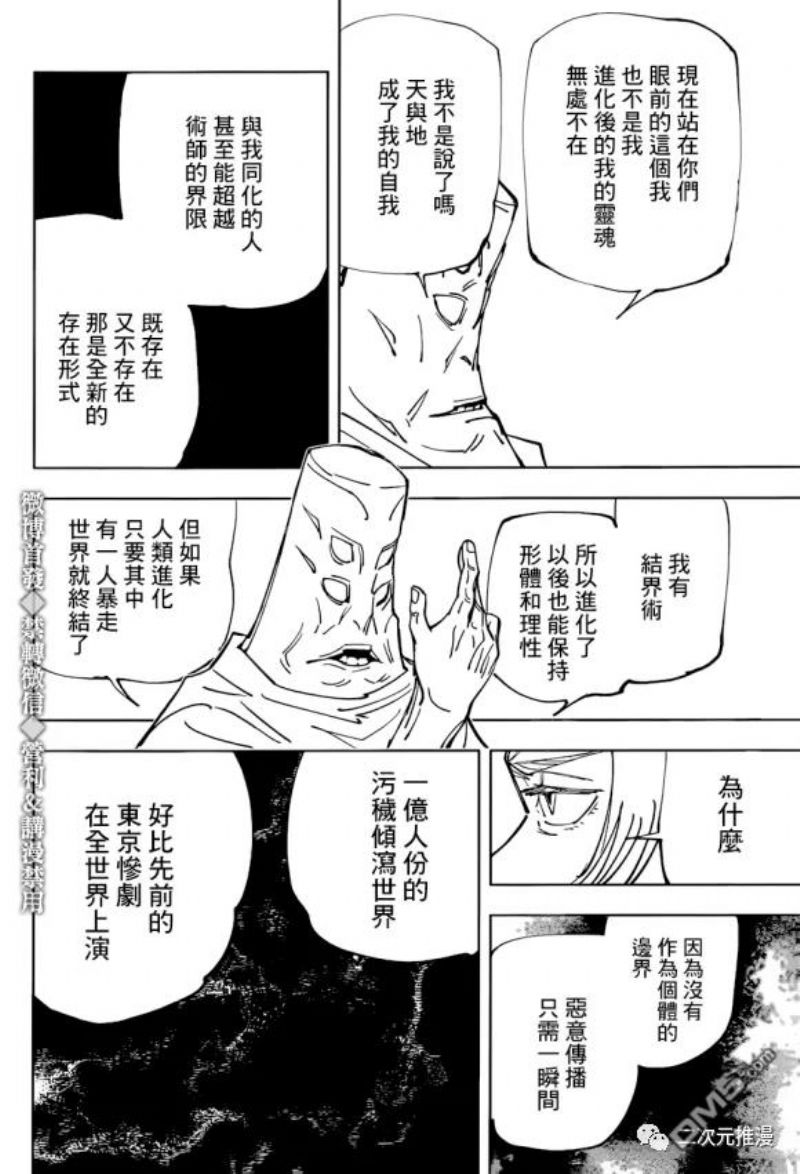 現在站在你們
眼前的這個我
也不是我
進化後的我的靈魂
無處不在
我不是說了嗎
天與地
成了我的自我
與我同化的人
甚至能超越
術師的界限
既存在
又不存在
那是全新的
存在形式
我有
結界術
所以進化了
以後也能保持
形體和理性
但如果
人類進化
只要其中
有一人暴走
世界就終結了
為什麼
因為沒有
作為個體的
邊界
惡意傳播
只需一瞬間
一億人份的
污穢傾瀉世界
好比先前的
東京慘劇
在全世界上演
微博首發◆禁轉微信◆營利&騾漫禁用
二次元推漫